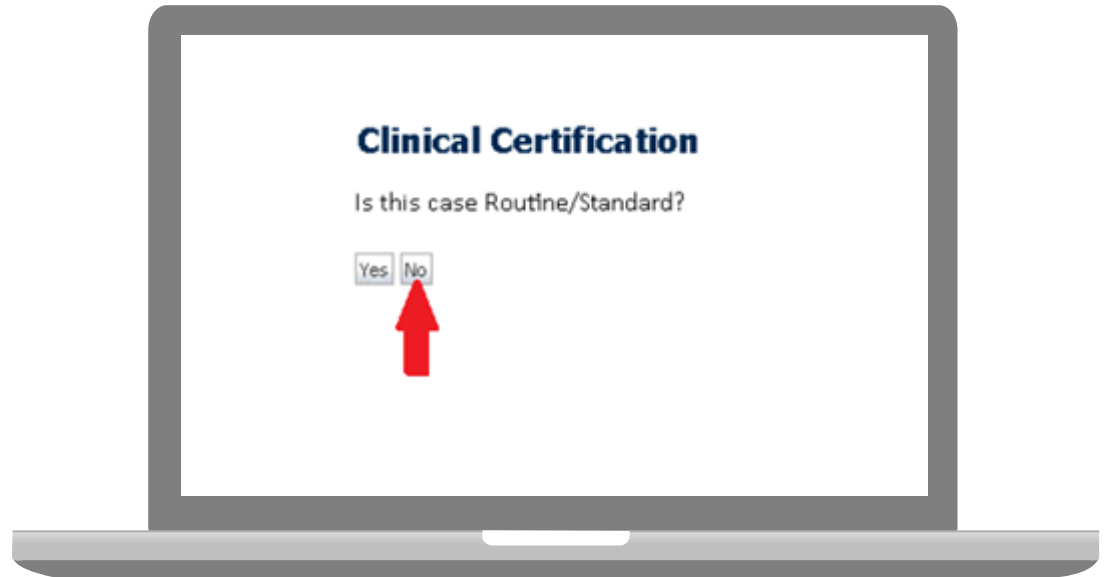 Clinical Certification
Is this case Routine/Standard?
Yes No